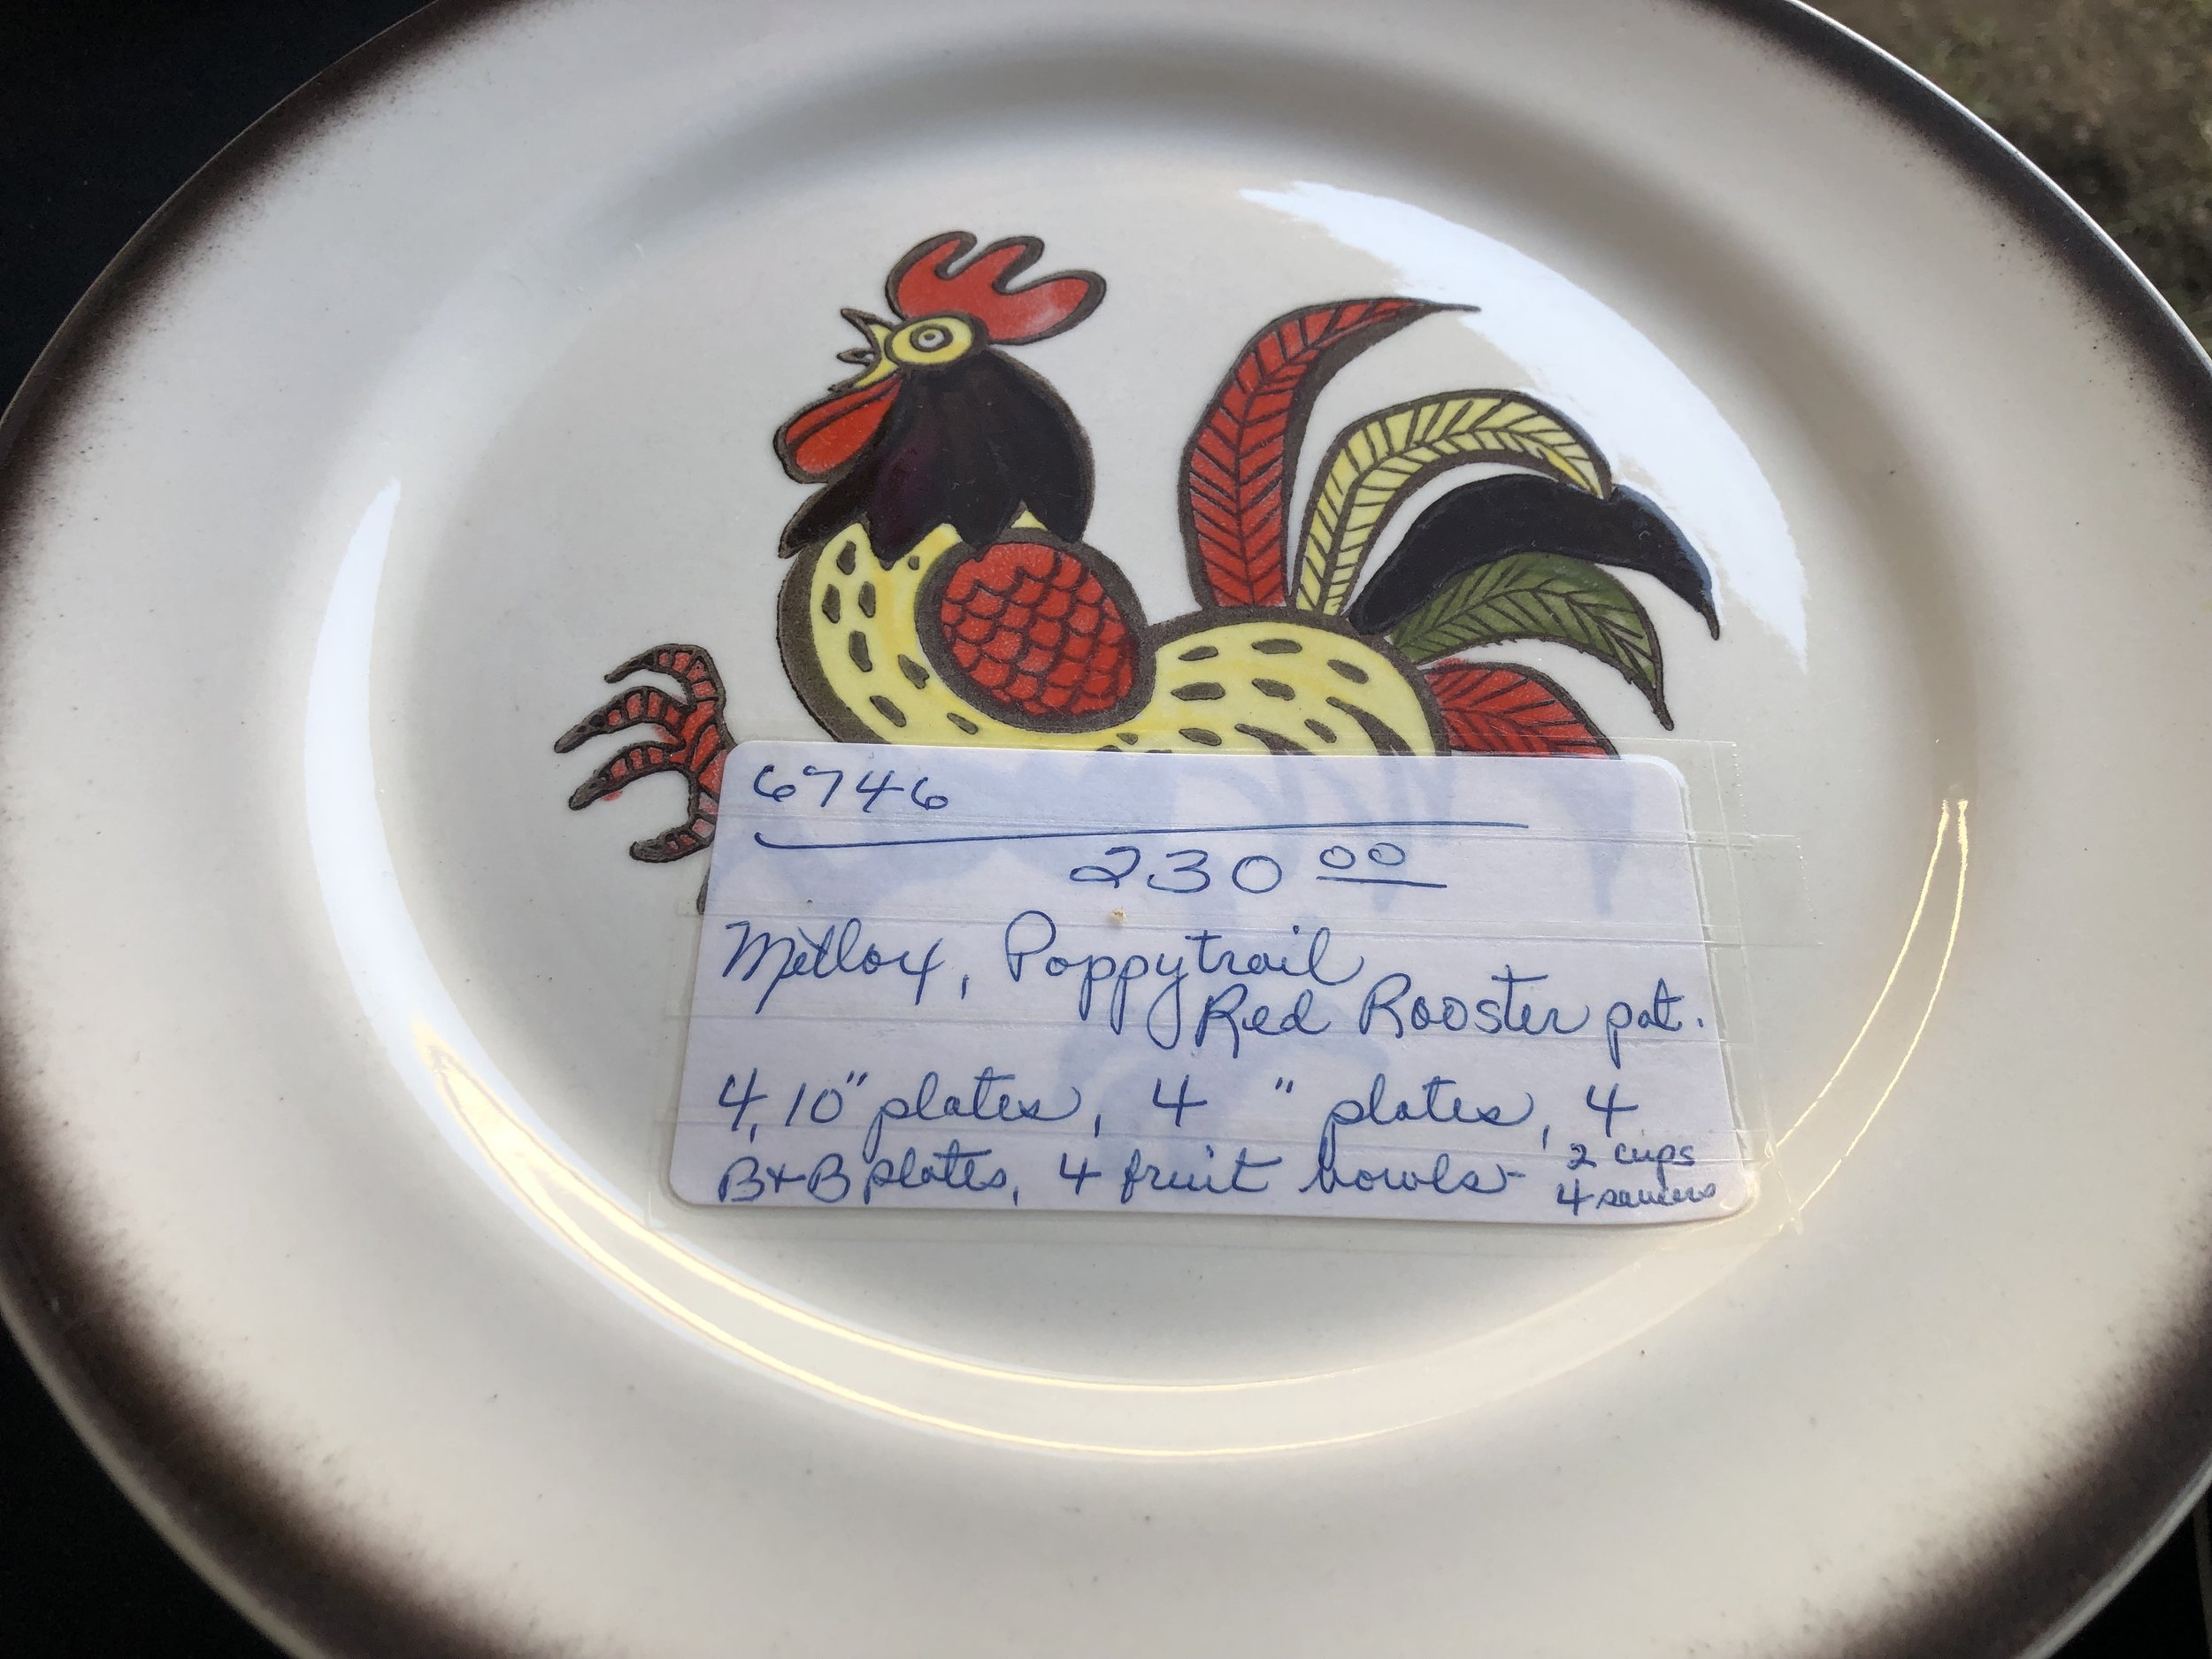 6746
230 00
Metlox, Poppytrail
Red Rooster pat.
4, 10" plates, 4 " plates, 4
B+B plates, 4 fruit bowls - 2 cups
4 saucers